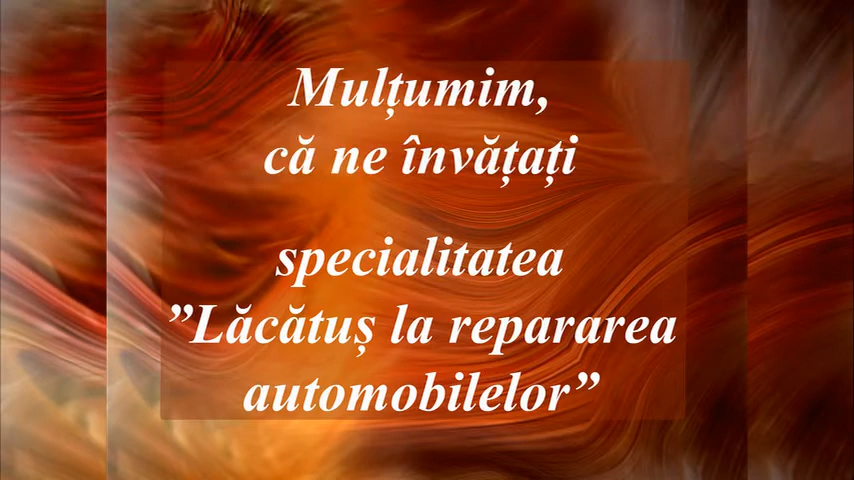 Mulțumim,
că ne învățați
specialitatea
”Lăcătuș la repararea
automobilelor”